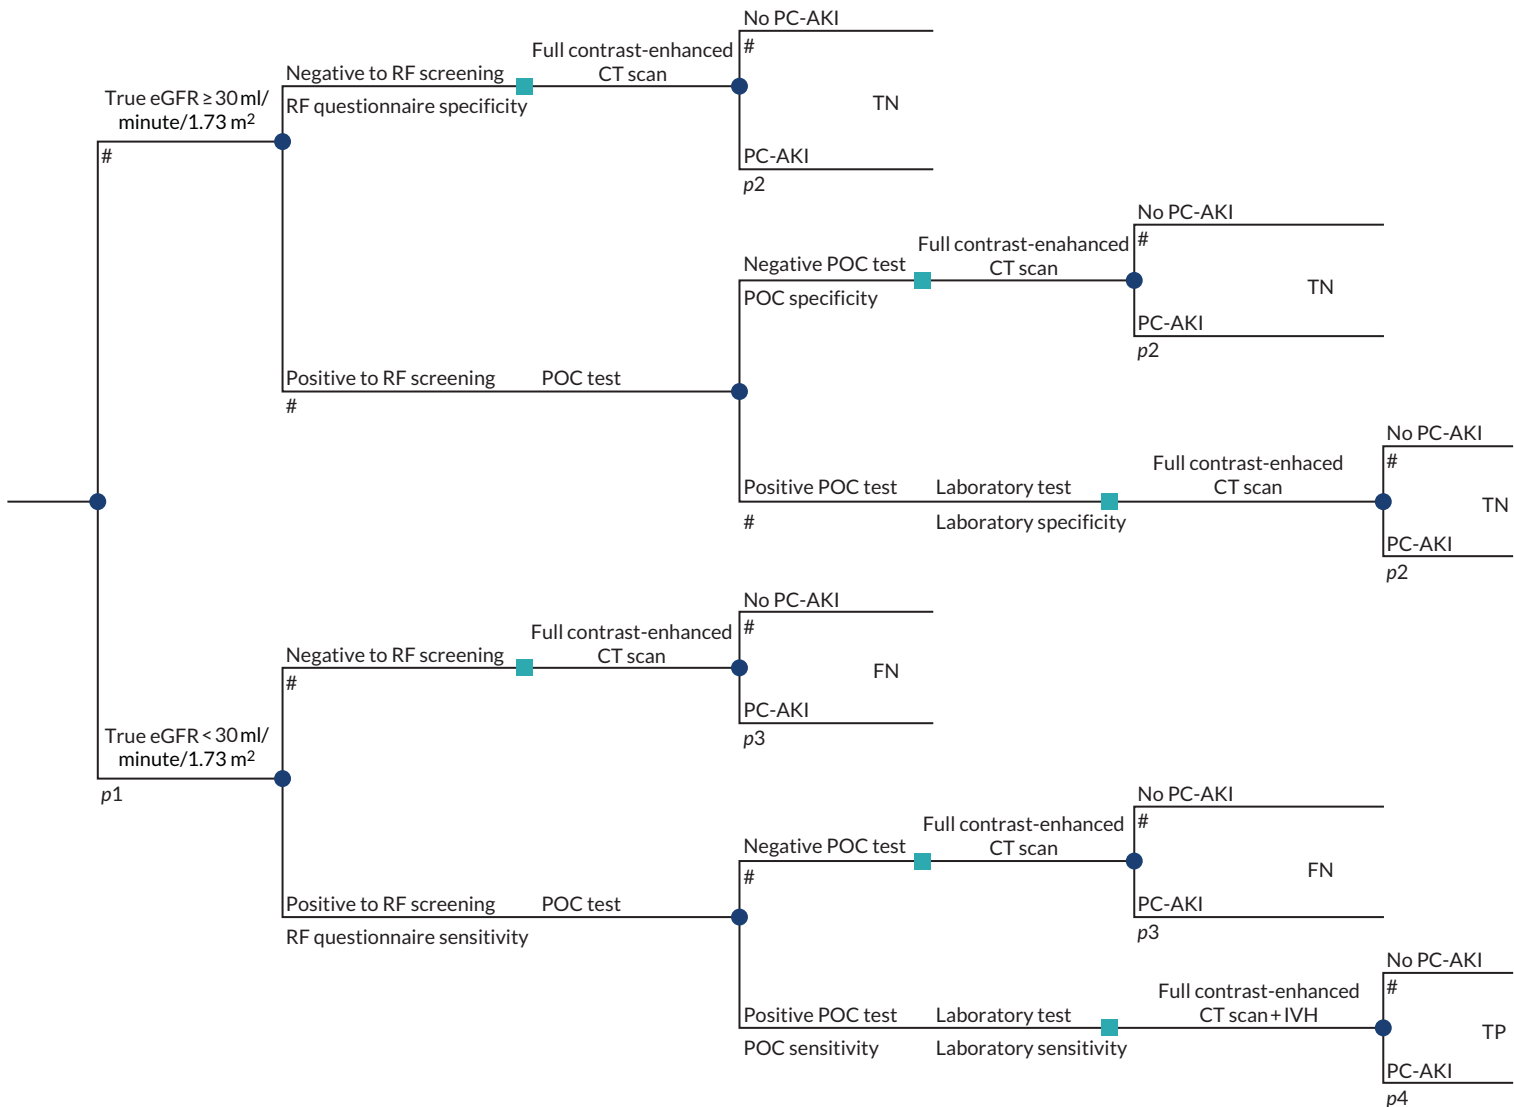 No PC-AKI
#
Full contrast-enhanced
CT scan
Negative to RF screening
RF questionnaire specificity
TN
PC-AKI
p2
True eGFR ≥ 30 ml/
minute/1.73 m²
#
No PC-AKI
#
Full contrast-enahanced
CT scan
Negative POC test
POC specificity
TN
PC-AKI
p2
Positive to RF screening
POC test
#
No PC-AKI
#
Full contrast-enhaced
CT scan
Positive POC test
Laboratory test
#
Laboratory specificity
TN
PC-AKI
p2
No PC-AKI
#
Full contrast-enhanced
CT scan
Negative to RF screening
#
FN
PC-AKI
p3
True eGFR < 30 ml/
minute/1.73 m²
p1
No PC-AKI
#
Full contrast-enhanced
CT scan
Negative POC test
#
FN
PC-AKI
p3
Positive to RF screening
POC test
RF questionnaire sensitivity
No PC-AKI
#
Full contrast-enhanced
CT scan + IVH
Positive POC test
Laboratory test
POC sensitivity
Laboratory sensitivity
TP
PC-AKI
p4